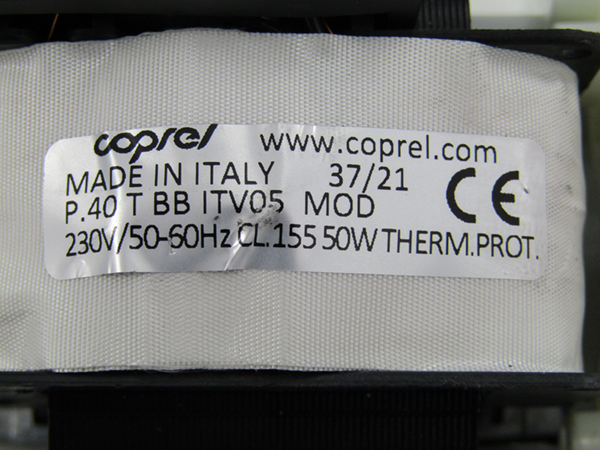 coprel www.coprel.com
MADE IN ITALY 37/21 CE
P.40 T BB ITV05 MOD
230V/50-60Hz CL.155 50W THERM.PROT.